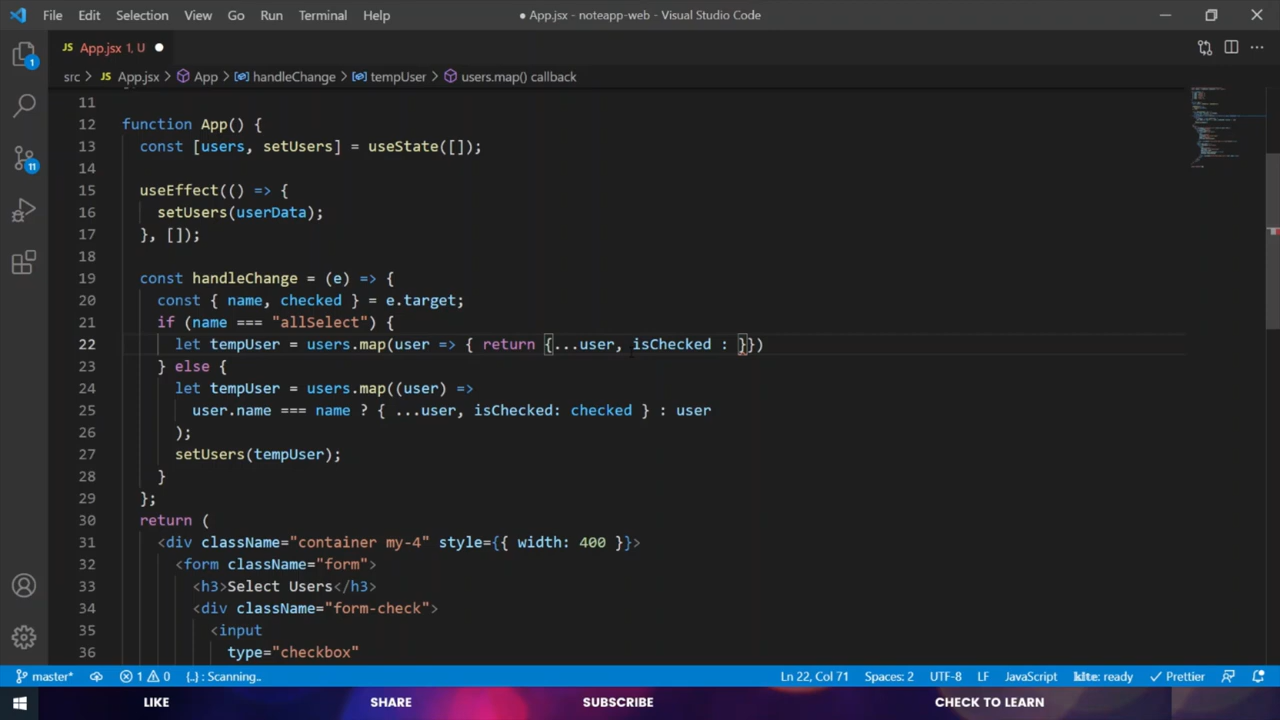 File Edit Selection View Go Run Terminal Help ● App.jsx - noteapp-web - Visual Studio Code
JS App.jsx 1, U ●
src > JS App.jsx > App > handleChange > tempUser > users.map() callback
1
11
11
12 function App() {
13 const [users, setUsers] = useState([]);
14
15 useEffect(() => {
16 setUsers(userData);
17 }, []);
18
19 const handleChange = (e) => {
20 const { name, checked } = e.target;
21 if (name === "allSelect") {
22 let tempUser = users.map(user => { return {...user, isChecked : }})
23 } else {
24 let tempUser = users.map((user) =>
25 user.name === name ? { ...user, isChecked: checked } : user
26 );
27 setUsers(tempUser);
28 }
29 };
30 return (
31 <div className="container my-4" style={{ width: 400 }}>
32 <form className="form">
33 <h3>Select Users</h3>
34 <div className="form-check">
35 <input
36 type="checkbox"
master* 1 0 {..} : Scanning.. Ln 22, Col 71 Spaces: 2 UTF-8 LF JavaScript kite: ready ✓ Prettier
LIKE SHARE SUBSCRIBE CHECK TO LEARN